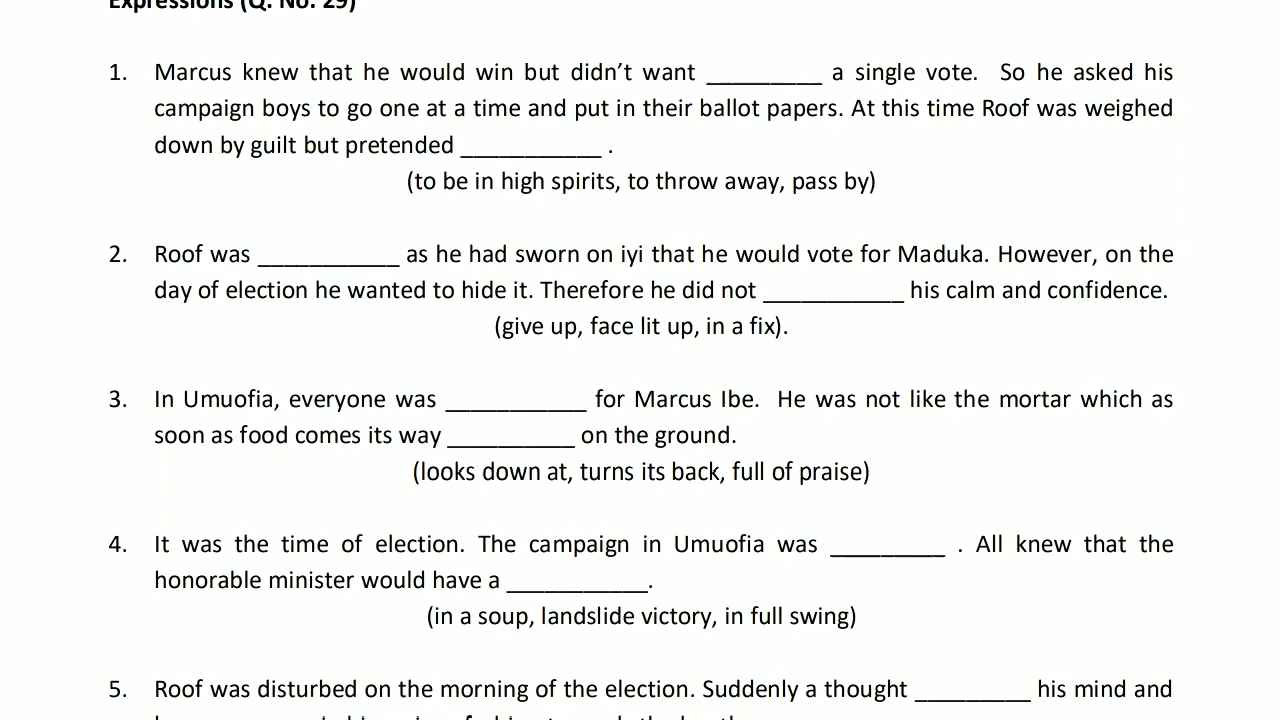 Expressions (Q. No. 29)
1. Marcus knew that he would win but didn’t want _________ a single vote. So he asked his
campaign boys to go one at a time and put in their ballot papers. At this time Roof was weighed
down by guilt but pretended ___________ .
(to be in high spirits, to throw away, pass by)
2. Roof was ___________ as he had sworn on iyi that he would vote for Maduka. However, on the
day of election he wanted to hide it. Therefore he did not ___________ his calm and confidence.
(give up, face lit up, in a fix).
3. In Umuofia, everyone was ___________ for Marcus Ibe. He was not like the mortar which as
soon as food comes its way __________ on the ground.
(looks down at, turns its back, full of praise)
4. It was the time of election. The campaign in Umuofia was _________ . All knew that the
honorable minister would have a ___________.
(in a soup, landslide victory, in full swing)
5. Roof was disturbed on the morning of the election. Suddenly a thought _________ his mind and